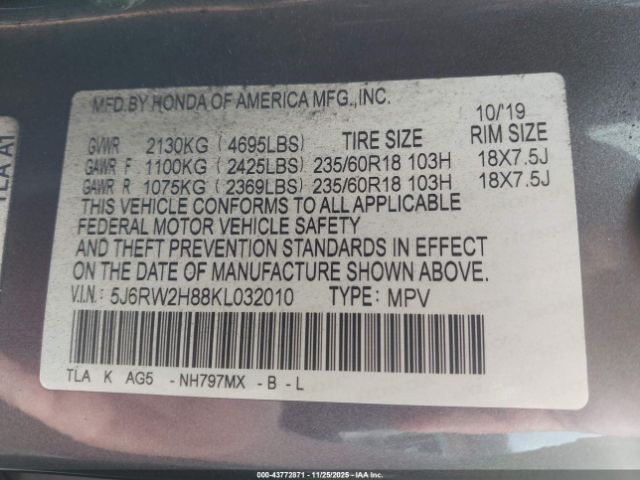 MFD.BY HONDA OF AMERICA MFG.,INC.
10/'19
GVWR 2130KG (4695LBS) TIRE SIZE RIM SIZE
GAWR F 1100KG (2425LBS) 235/60R18 103H 18X7.5J
GAWR R 1075KG (2369LBS) 235/60R18 103H 18X7.5J
THIS VEHICLE CONFORMS TO ALL APPLICABLE
FEDERAL MOTOR VEHICLE SAFETY
AND THEFT PREVENTION STANDARDS IN EFFECT
ON THE DATE OF MANUFACTURE SHOWN ABOVE.
V.I.N.: 5J6RW2H88KL032010 TYPE: MPV
TLA K AG5 - NH797MX - B - L
TLA A1
000-43772871 - 11/25/2025 - IAA Inc.